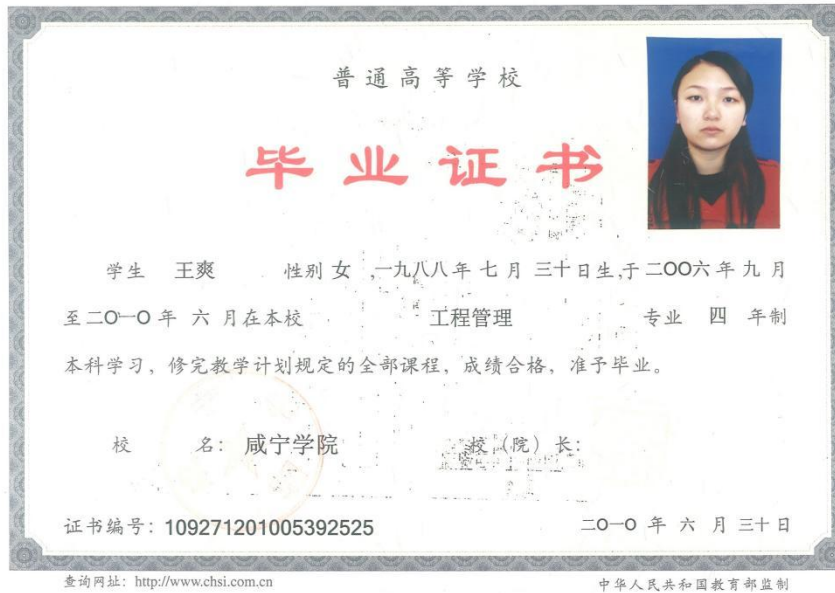 普通高等学校
毕业证书
学生 王爽 性别 女 ,一九八八年 七 月 三十日生,于二OO六年 九 月
至二O一O 年 六 月在本校 工程管理 专业 四 年制
本科学习，修完教学计划规定的全部课程，成绩合格，准予毕业。
校 名：咸宁学院 校（院）长：
证书编号：109271201005392525 二O一O 年 六 月 三十日
查询网址：http://www.chsi.com.cn 中华人民共和国教育部监制